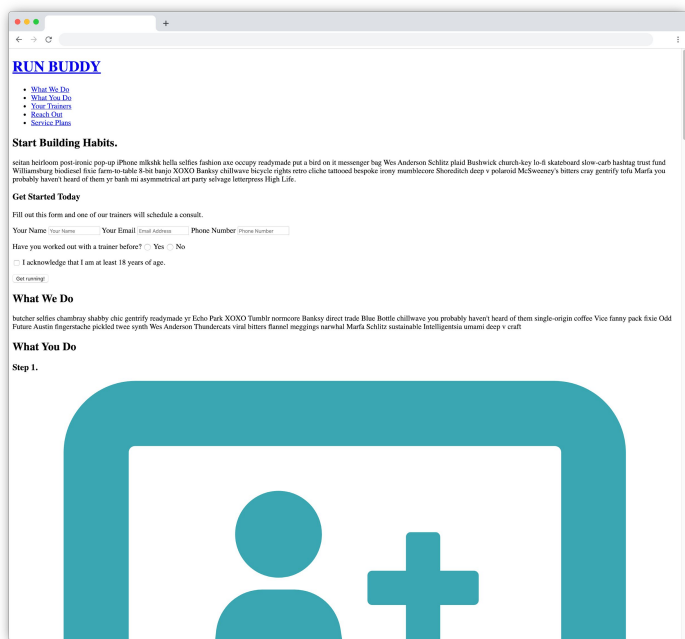 RUN BUDDY
What We Do
What You Do
Your Trainers
Reach Out
Service Plans
Start Building Habits.
seitan heirloom post-ironic pop-up iPhone mlkshk hella selfies fashion axe occupy readymade put a bird on it messenger bag Wes Anderson Schlitz plaid Bushwick church-key lo-fi skateboard slow-carb hashtag trust fund
Williamsburg biodiesel fixie farm-to-table 8-bit banjo XOXO Banksy chillwave bicycle rights retro cliche tattooed bespoke irony mumblecore Shoreditch deep v polaroid McSweeney's bitters cray gentrify tofu Marfa you
probably haven't heard of them yr banh mi asymmetrical art party selvage letterpress High Life.
Get Started Today
Fill out this form and one of our trainers will schedule a consult.
Your Name Your Name Your Email Email Address Phone Number Phone Number
Have you worked out with a trainer before? Yes No
I acknowledge that I am at least 18 years of age.
Get running!
What We Do
butcher selfies chambray shabby chic gentrify readymade yr Echo Park XOXO Tumblr normcore Banksy direct trade Blue Bottle chillwave you probably haven't heard of them single-origin coffee Vice fanny pack fixie Odd
Future Austin fingerstache pickled twee synth Wes Anderson Thundercats viral bitters flannel meggings narwhal Marfa Schlitz sustainable Intelligentsia umami deep v craft
What You Do
Step 1.